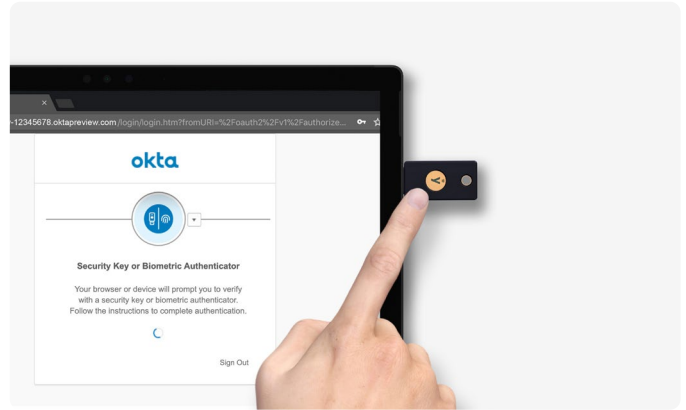 ×
~12345678.oktapreview.com/login/login.htm?fromURI=%2Foauth2%2Fv1%2Fauthorize...
okta
Security Key or Biometric Authenticator
Your browser or device will prompt you to verify
with a security key or biometric authenticator.
Follow the instructions to complete authentication.
Sign Out
y